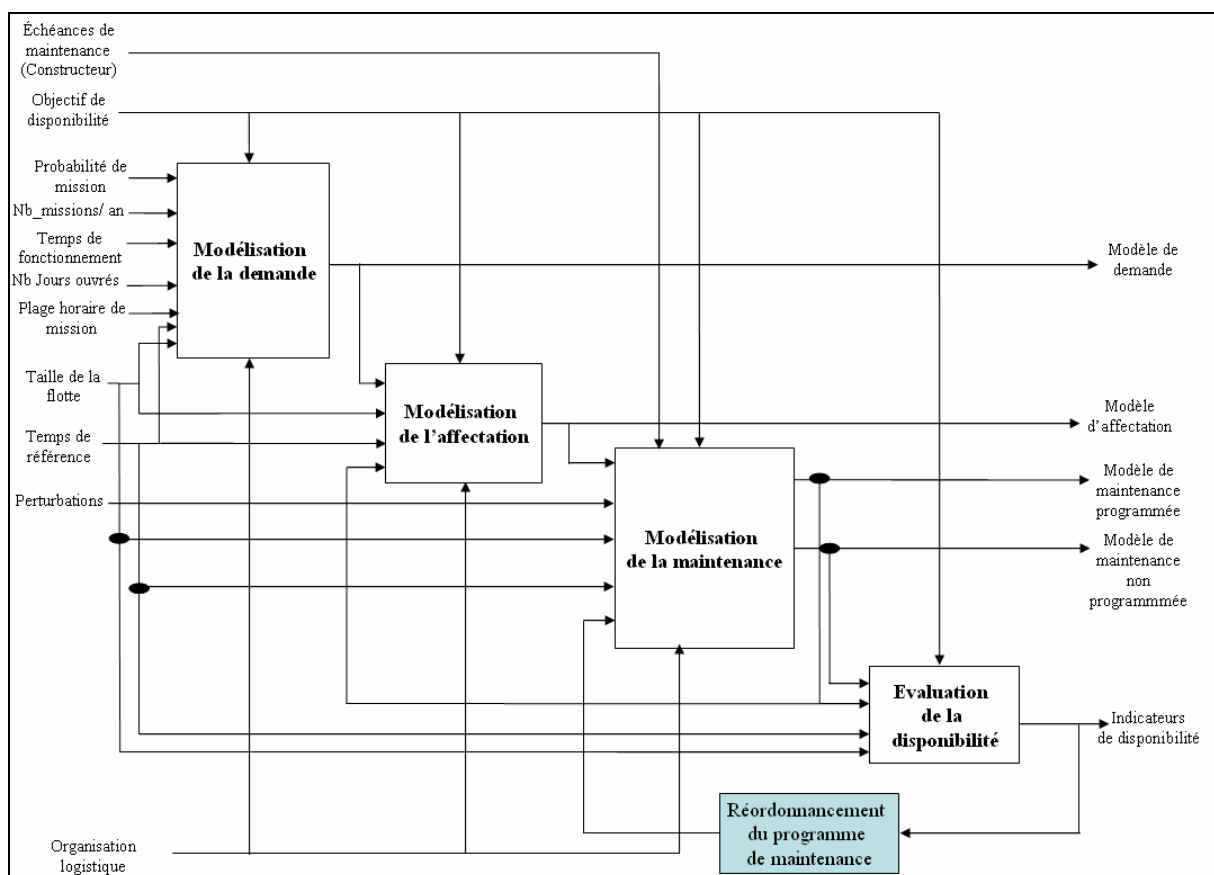 Échéances de
maintenance
(Constructeur)
Objectif de
disponibilité
Probabilité de
mission
Nb_missions/ an
Temps de
fonctionnement
Nb Jours ouvrés
Plage horaire de
mission
Taille de la
flotte
Temps de
référence
Perturbations
Organisation
logistique
Modélisation
de la demande
Modélisation
de l'affectation
Modélisation
de la maintenance
Evaluation
de la
disponibilité
Réordonnancement
du programme
de maintenance
Modèle de
demande
Modèle
d'affectation
Modèle de
maintenance
programmée
Modèle de
maintenance
non
programmmée
Indicateurs
de disponibilité